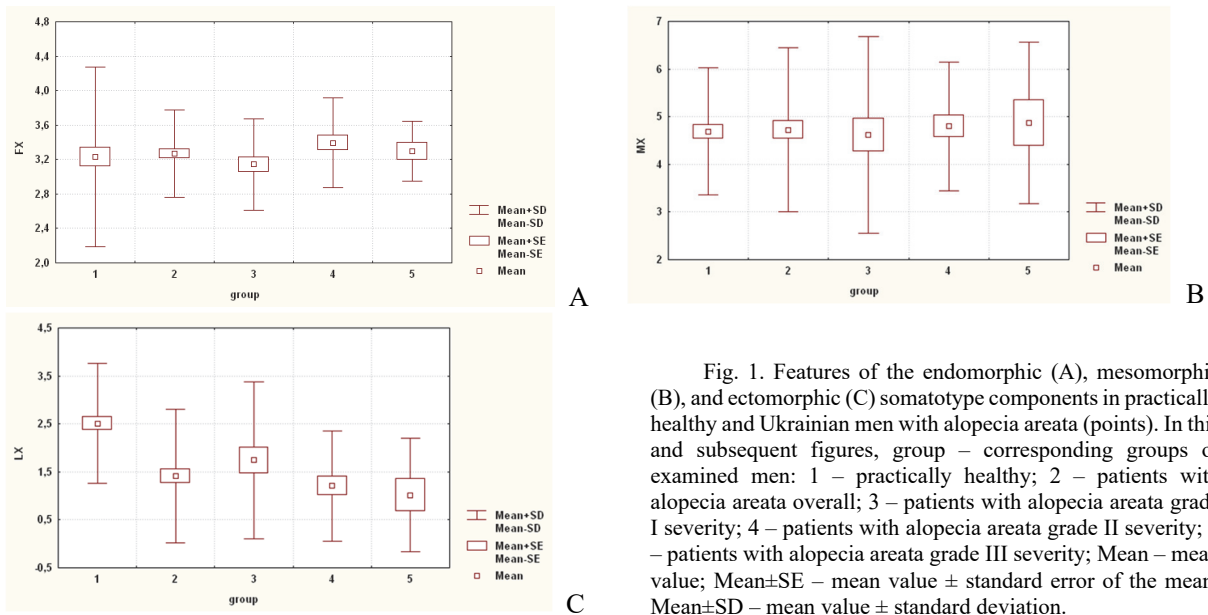 4,8
4,4
4,0
3,6
3,2
2,8
2,4
2,0
FX
1 2 3 4 5
group
Mean+SD
Mean-SD
Mean+SE
Mean-SE
Mean
A
7
6
5
4
3
2
MX
1 2 3 4 5
group
Mean+SD
Mean-SD
Mean+SE
Mean-SE
Mean
B
4,5
3,5
2,5
1,5
0,5
-0,5
LX
1 2 3 4 5
group
Mean+SD
Mean-SD
Mean+SE
Mean-SE
Mean
C
Fig. 1. Features of the endomorphic (A), mesomorphi
(B), and ectomorphic (C) somatotype components in practicall
healthy and Ukrainian men with alopecia areata (points). In thi
and subsequent figures, group – corresponding groups o
examined men: 1 – practically healthy; 2 – patients wit
alopecia areata overall; 3 – patients with alopecia areata grad
I severity; 4 – patients with alopecia areata grade II severity;
– patients with alopecia areata grade III severity; Mean – mea
value; Mean±SE – mean value ± standard error of the mean
Mean±SD – mean value ± standard deviation.